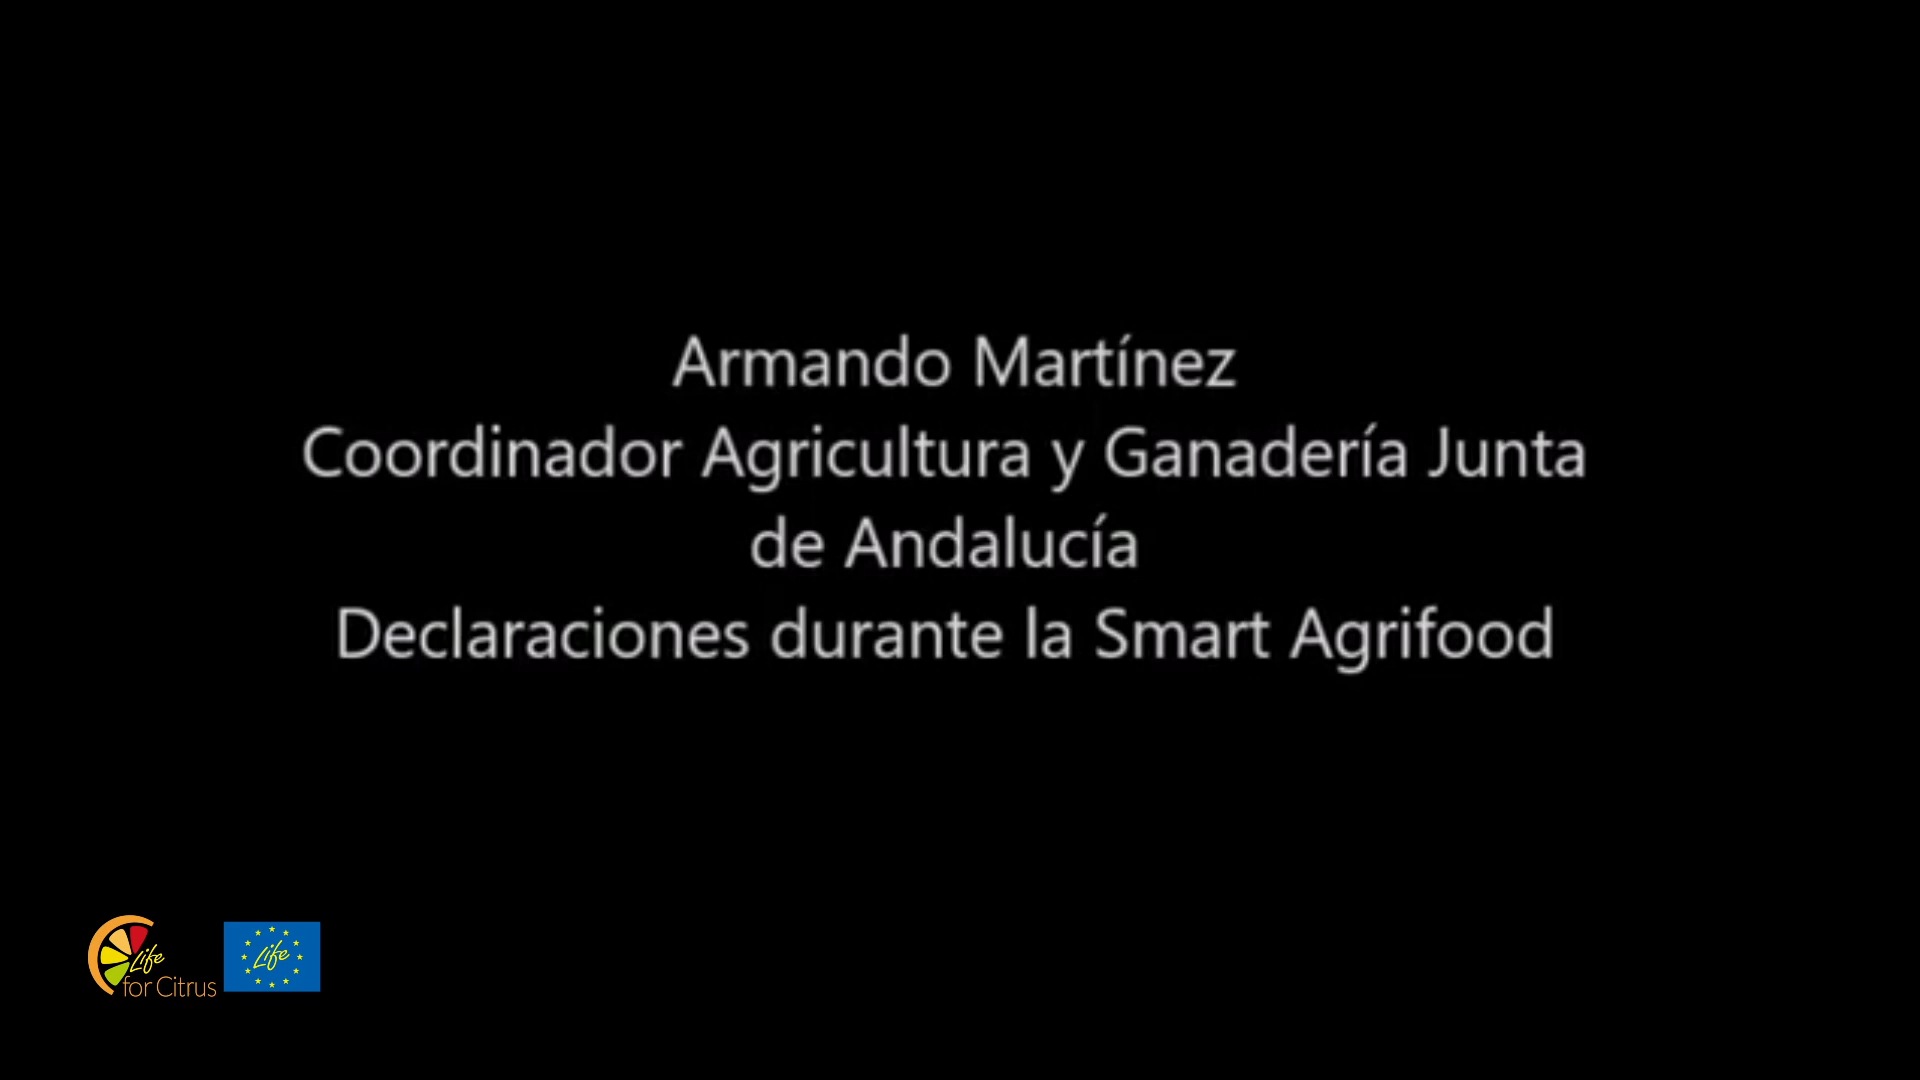 Armando Martínez
Coordinador Agricultura y Ganadería Junta
de Andalucía
Declaraciones durante la Smart Agrifood
Life
for Citrus
Life